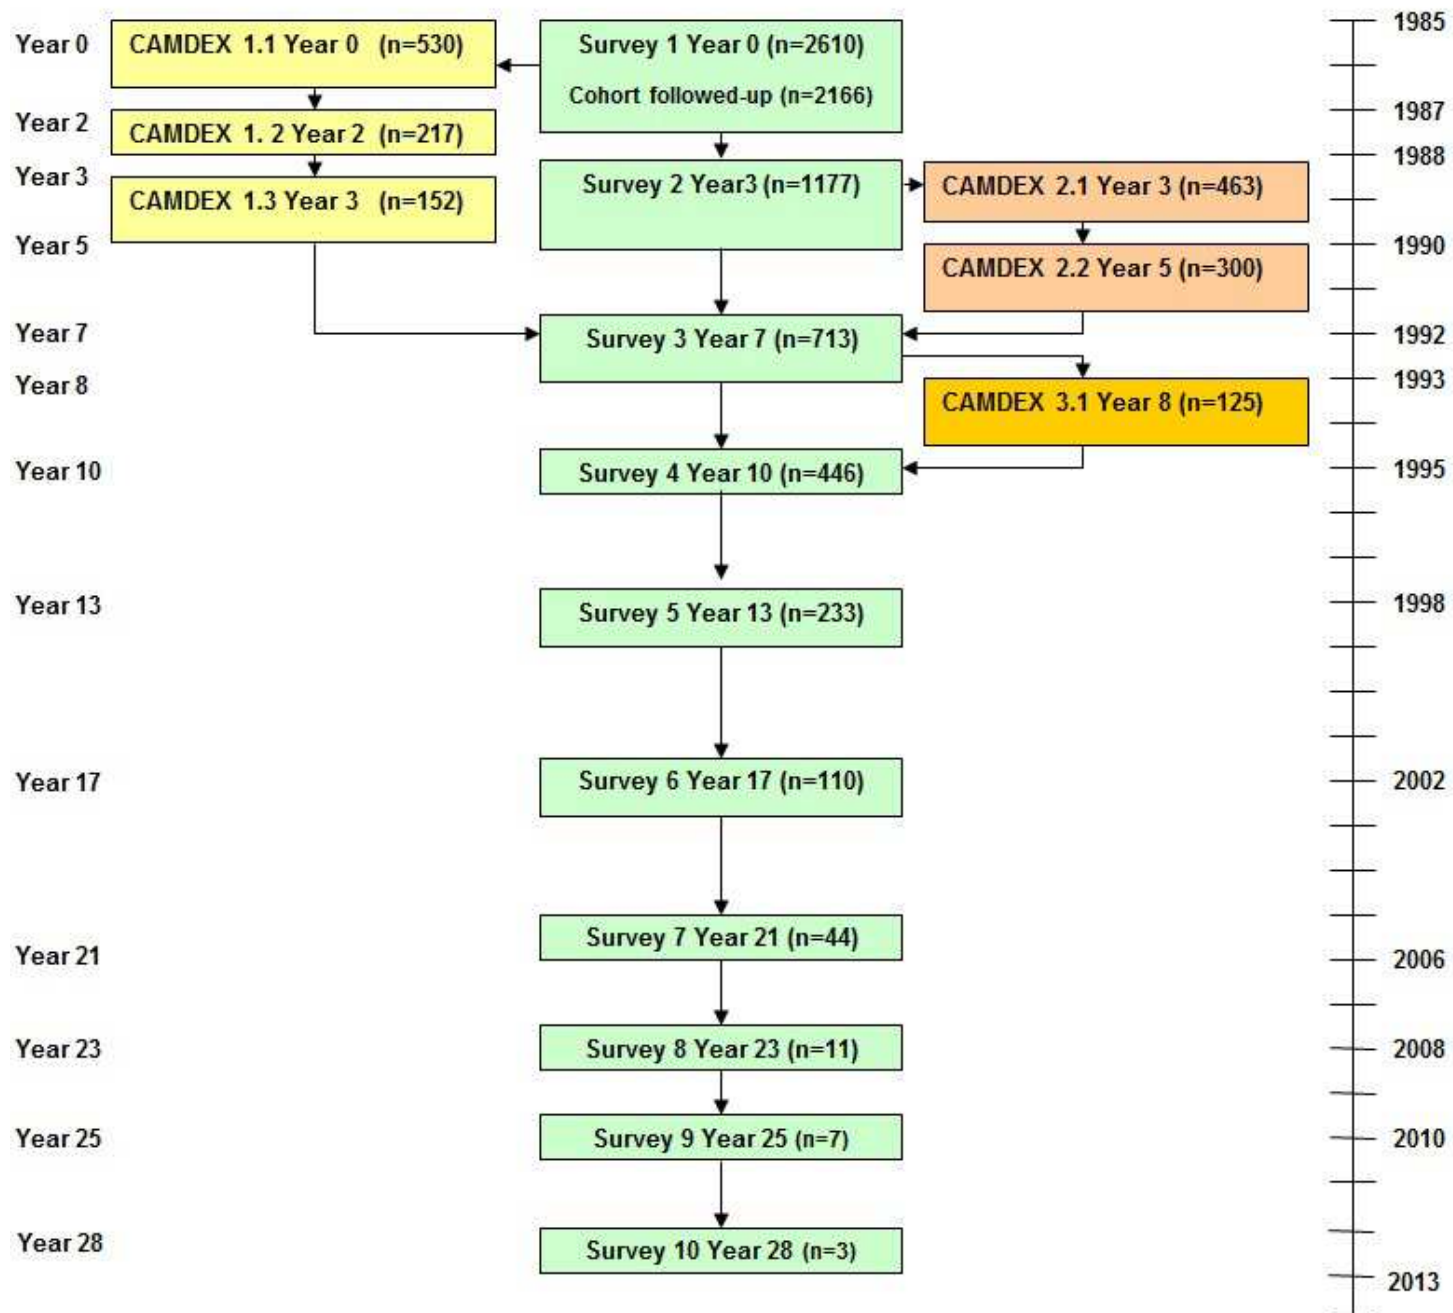 Year 0
CAMDEX 1.1 Year 0 (n=530)
Survey 1 Year 0 (n=2610)
Cohort followed-up (n=2166)
1985
Year 2
CAMDEX 1. 2 Year 2 (n=217)
1987
Year 3
CAMDEX 1.3 Year 3 (n=152)
Survey 2 Year3 (n=1177)
CAMDEX 2.1 Year 3 (n=463)
1988
Year 5
CAMDEX 2.2 Year 5 (n=300)
1990
Year 7
Survey 3 Year 7 (n=713)
1992
Year 8
CAMDEX 3.1 Year 8 (n=125)
1993
Year 10
Survey 4 Year 10 (n=446)
1995
Year 13
Survey 5 Year 13 (n=233)
1998
Year 17
Survey 6 Year 17 (n=110)
2002
Year 21
Survey 7 Year 21 (n=44)
2006
Year 23
Survey 8 Year 23 (n=11)
2008
Year 25
Survey 9 Year 25 (n=7)
2010
Year 28
Survey 10 Year 28 (n=3)
2013